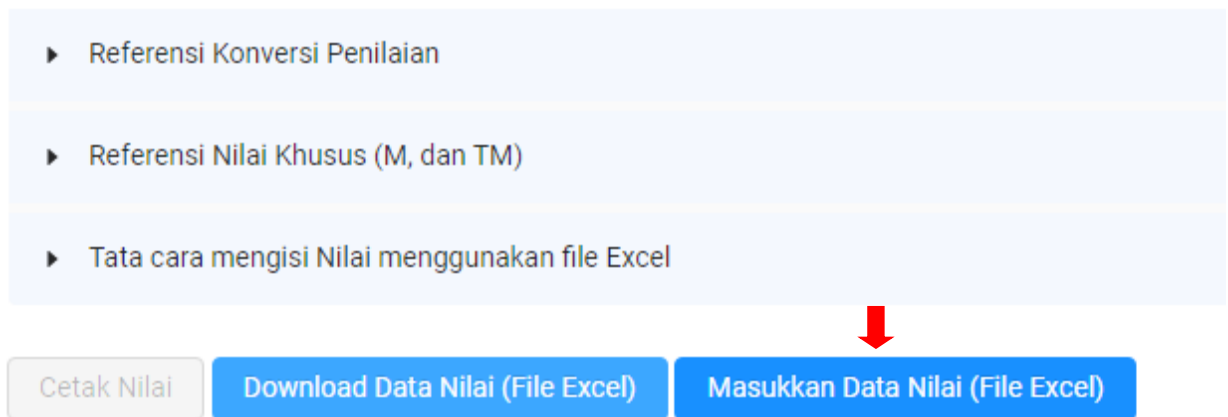 Referensi Konversi Penilaian
Referensi Nilai Khusus (M, dan TM)
Tata cara mengisi Nilai menggunakan file Excel
Cetak Nilai Download Data Nilai (File Excel) Masukkan Data Nilai (File Excel)